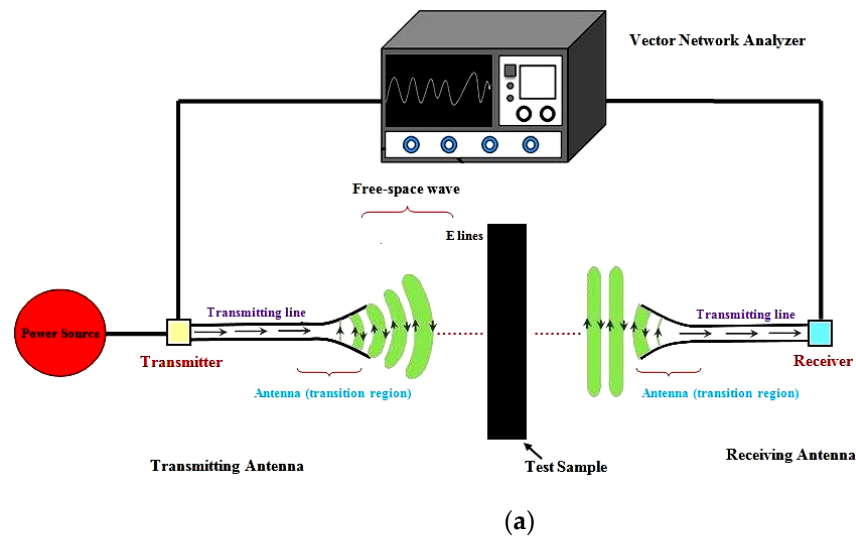 Vector Network Analyzer
Free-space wave
E lines
Transmitting line
Transmitting line
Power Source
Transmitter
Receiver
Antenna (transition region)
Antenna (transition region)
Transmitting Antenna
Test Sample
Receiving Antenna
(a)